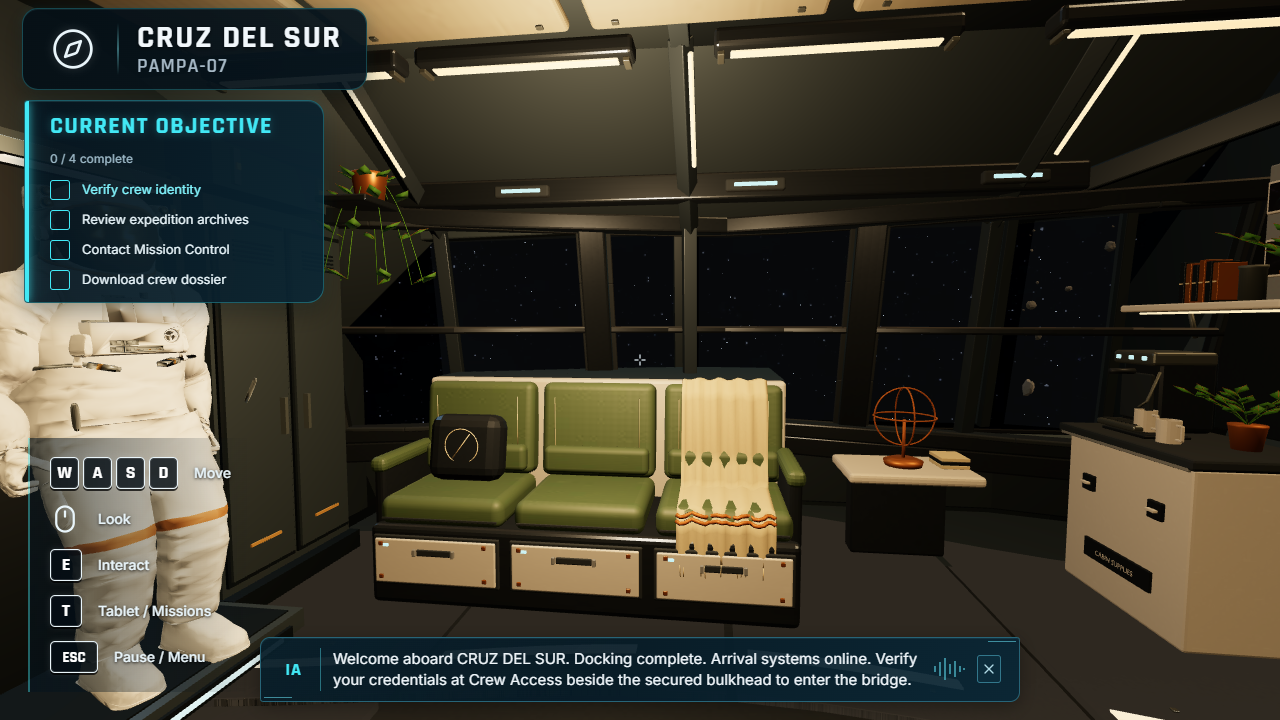 CRUZ DEL SUR
PAMPA-07
CURRENT OBJECTIVE
0 / 4 complete
Verify crew identity
Review expedition archives
Contact Mission Control
Download crew dossier
W A S D Move
Look
E Interact
T Tablet / Missions
ESC Pause / Menu
CABIN SUPPLIES
IA
Welcome aboard CRUZ DEL SUR. Docking complete. Arrival systems online. Verify
your credentials at Crew Access beside the secured bulkhead to enter the bridge.